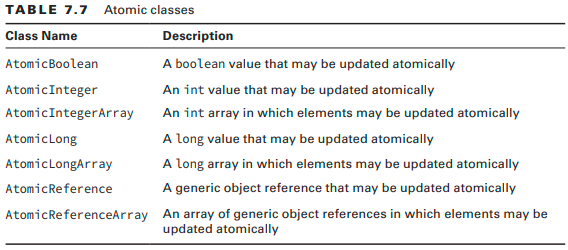 TABLE 7.7 Atomic classes
Class Name Description
AtomicBoolean A boolean value that may be updated atomically
AtomicInteger An int value that may be updated atomically
AtomicIntegerArray An int array in which elements may be updated atomically
AtomicLong A long value that may be updated atomically
AtomicLongArray A long array in which elements may be updated atomically
AtomicReference A generic object reference that may be updated atomically
AtomicReferenceArray An array of generic object references in which elements may be
updated atomically